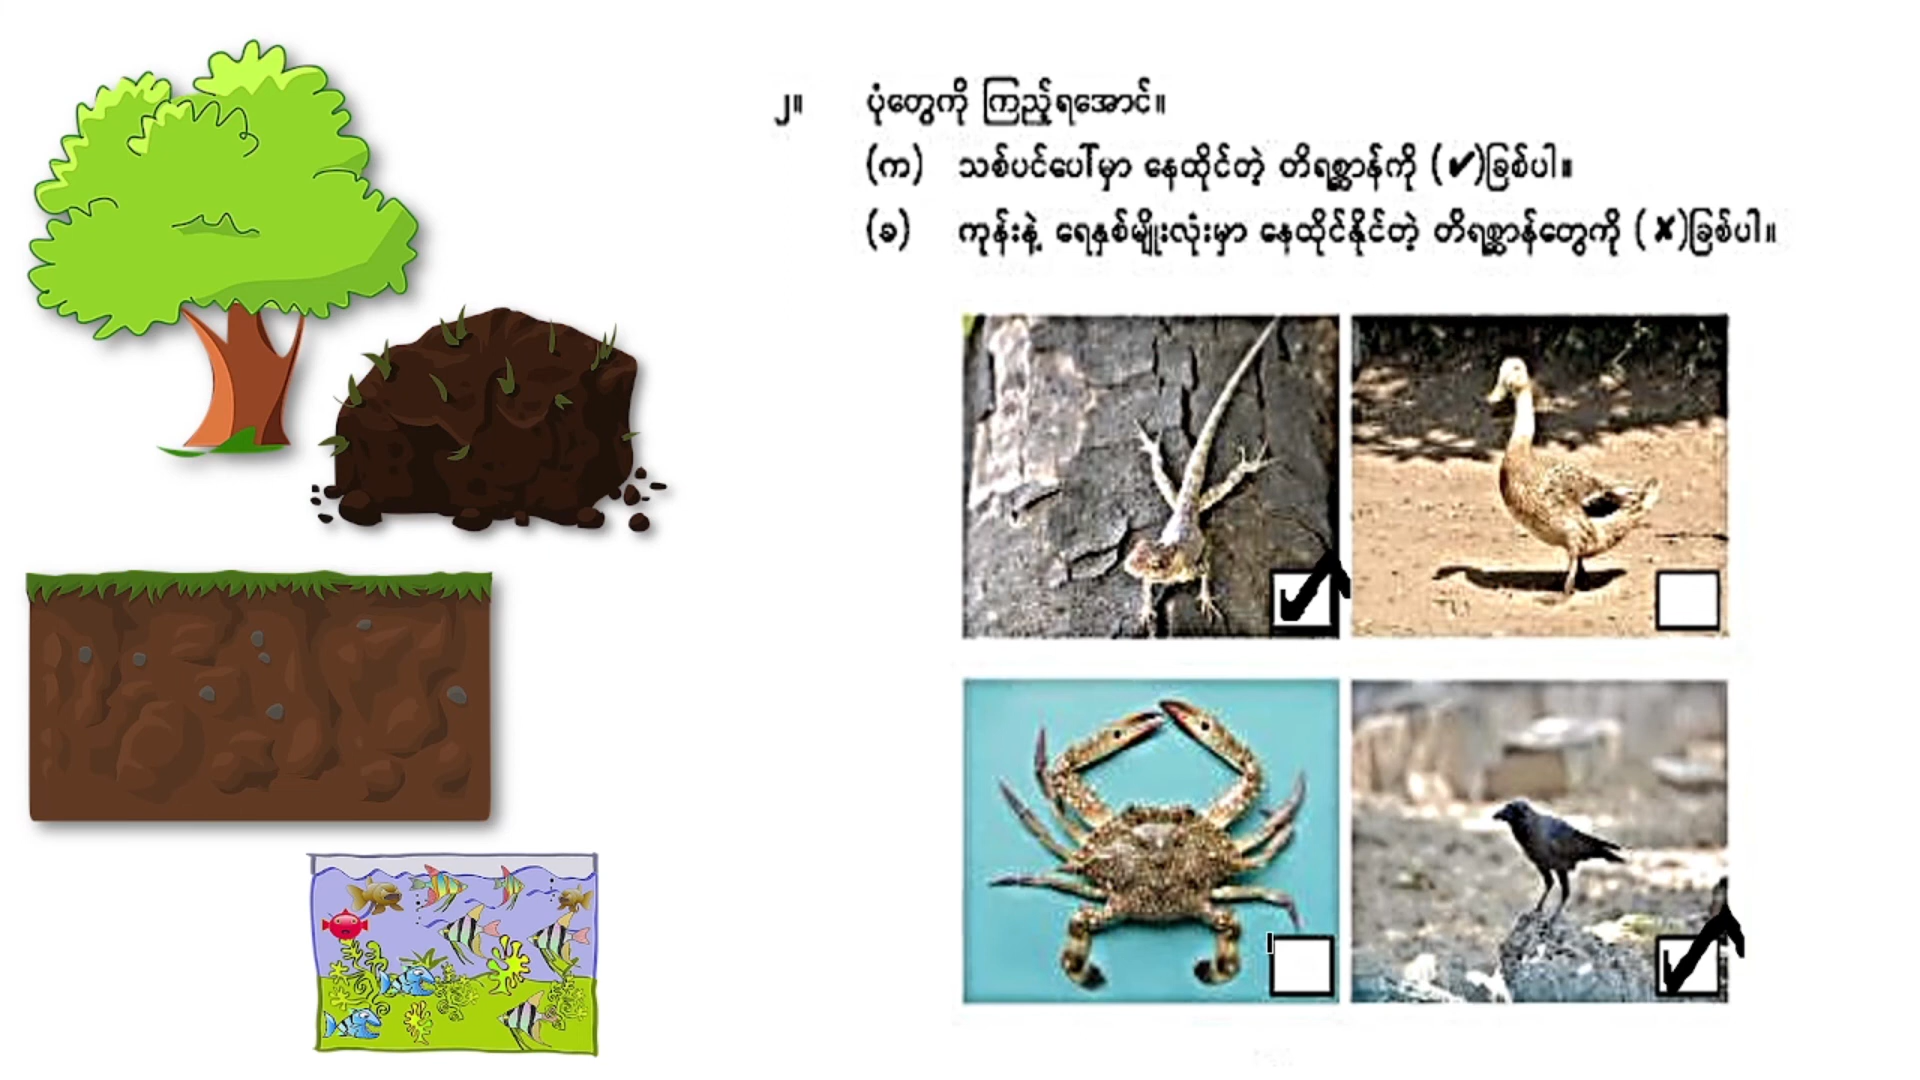 ၂။ ပုံတွေကို ကြည့်ရအောင်။
(က) သစ်ပင်ပေါ်မှာ နေထိုင်တဲ့ တိရစ္ဆာန်ကို (✔)ခြစ်ပါ။
(ခ) ကုန်းနဲ့ ရေနှစ်မျိုးလုံးမှာ နေထိုင်နိုင်တဲ့ တိရစ္ဆာန်တွေကို (✘)ခြစ်ပါ။